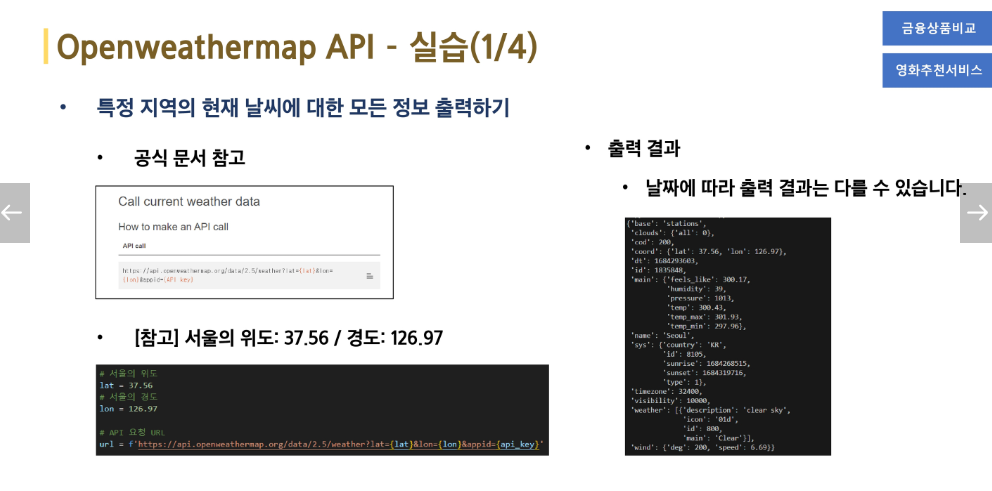 Openweathermap API - 실습(1/4)
금융상품비교
영화추천서비스
• 특정 지역의 현재 날씨에 대한 모든 정보 출력하기
• 공식 문서 참고
Call current weather data
How to make an API call
API call
https://api.openweathermap.org/data/2.5/weather?lat={lat}&lon=
{lon}&appid={API key}
• [참고] 서울의 위도: 37.56 / 경도: 126.97
# 서울의 위도
lat = 37.56
# 서울의 경도
lon = 126.97
# API 요청 URL
url = f'https://api.openweathermap.org/data/2.5/weather?lat={lat}&lon={lon}&appid={api_key}'
• 출력 결과
• 날짜에 따라 출력 결과는 다를 수 있습니다.
{'base': 'stations',
'clouds': {'all': 0},
'cod': 200,
'coord': {'lat': 37.56, 'lon': 126.97},
'dt': 1684293603,
'id': 1835848,
'main': {'feels_like': 300.17,
'humidity': 39,
'pressure': 1013,
'temp': 300.43,
'temp_max': 301.93,
'temp_min': 297.96},
'name': 'Seoul',
'sys': {'country': 'KR',
'id': 8105,
'sunrise': 1684268515,
'sunset': 1684319716,
'type': 1},
'timezone': 32400,
'visibility': 10000,
'weather': [{'description': 'clear sky',
'icon': '01d',
'id': 800,
'main': 'Clear'}],
'wind': {'deg': 200, 'speed': 6.69}}